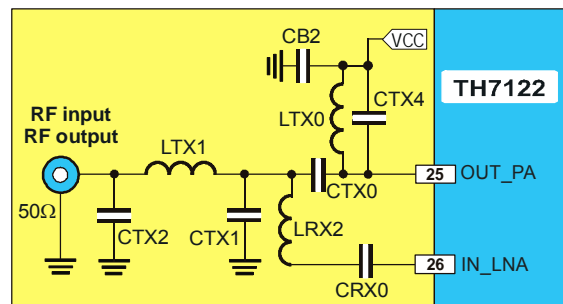 CB2
VCC
TH7122
RF input
RF output
LTX1
LTX0
CTX4
50Ω
CTX2
CTX1
LRX2
CTX0
25
OUT_PA
26
IN_LNA
CRX0